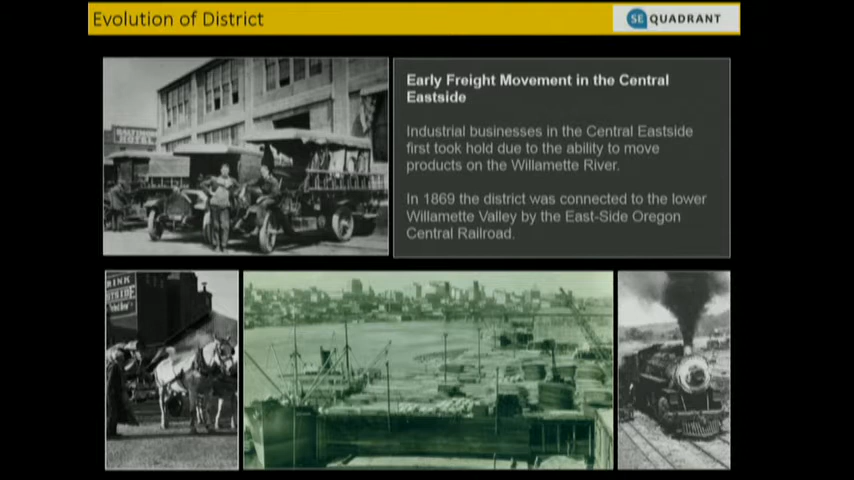 Evolution of District
SE QUADRANT
Early Freight Movement in the Central
Eastside
Industrial businesses in the Central Eastside
first took hold due to the ability to move
products on the Willamette River.
In 1869 the district was connected to the lower
Willamette Valley by the East-Side Oregon
Central Railroad.
HOTEL